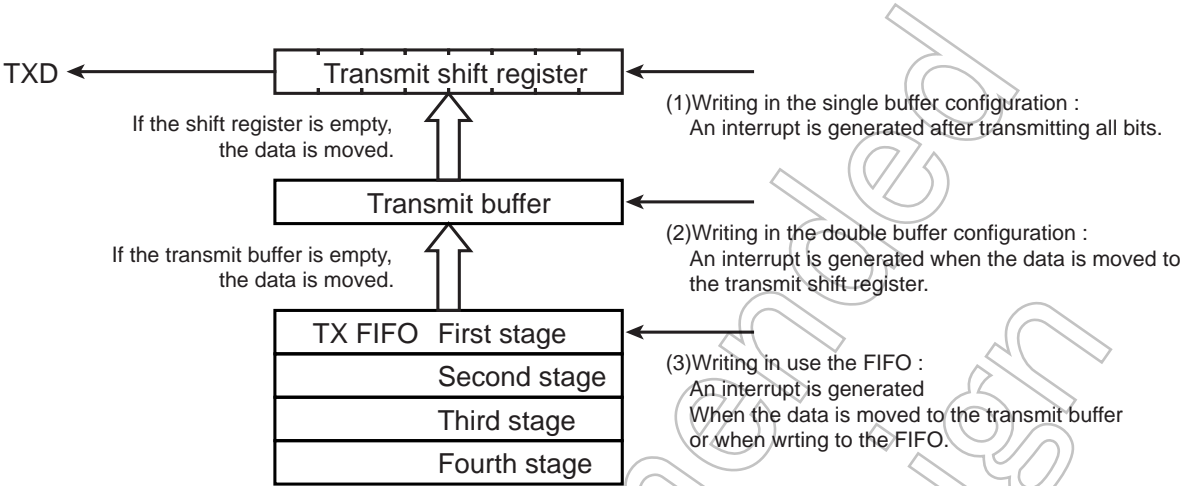 TXD
Transmit shift register
If the shift register is empty,
the data is moved.
(1)Writing in the single buffer configuration :
An interrupt is generated after transmitting all bits.
Transmit buffer
If the transmit buffer is empty,
the data is moved.
(2)Writing in the double buffer configuration :
An interrupt is generated when the data is moved to
the transmit shift register.
TX FIFO First stage
Second stage
Third stage
Fourth stage
(3)Writing in use the FIFO :
An interrupt is generated
When the data is moved to the transmit buffer
or when wrting to the FIFO.